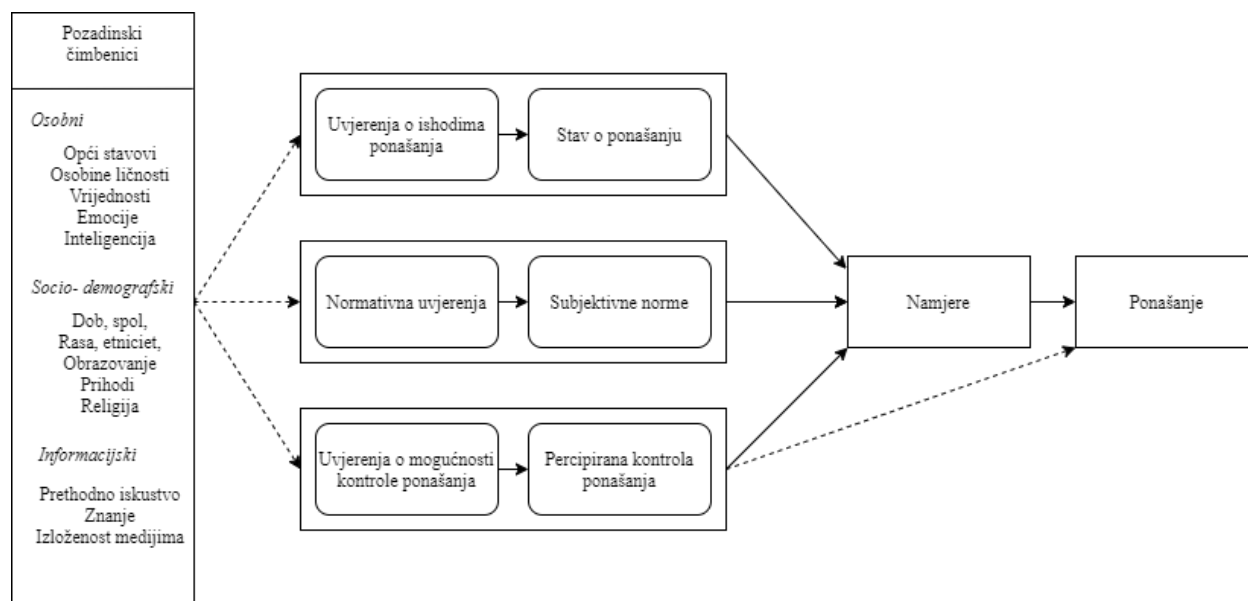 Pozadinski
čimbenici
Osobni
Opći stavovi
Osobine ličnosti
Vrijednosti
Emocije
Inteligencija
Socio- demografski
Dob, spol,
Rasa, etniciet,
Obrazovanje
Prihodi
Religija
Informacijski
Prethodno iskustvo
Znanje
Izloženost medijima
Uvjerenja o ishodima
ponašanja
Stav o ponašanju
Normativna uvjerenja
Subjektivne norme
Uvjerenja o mogućnosti
kontrole ponašanja
Percipirana kontrola
ponašanja
Namjere
Ponašanje